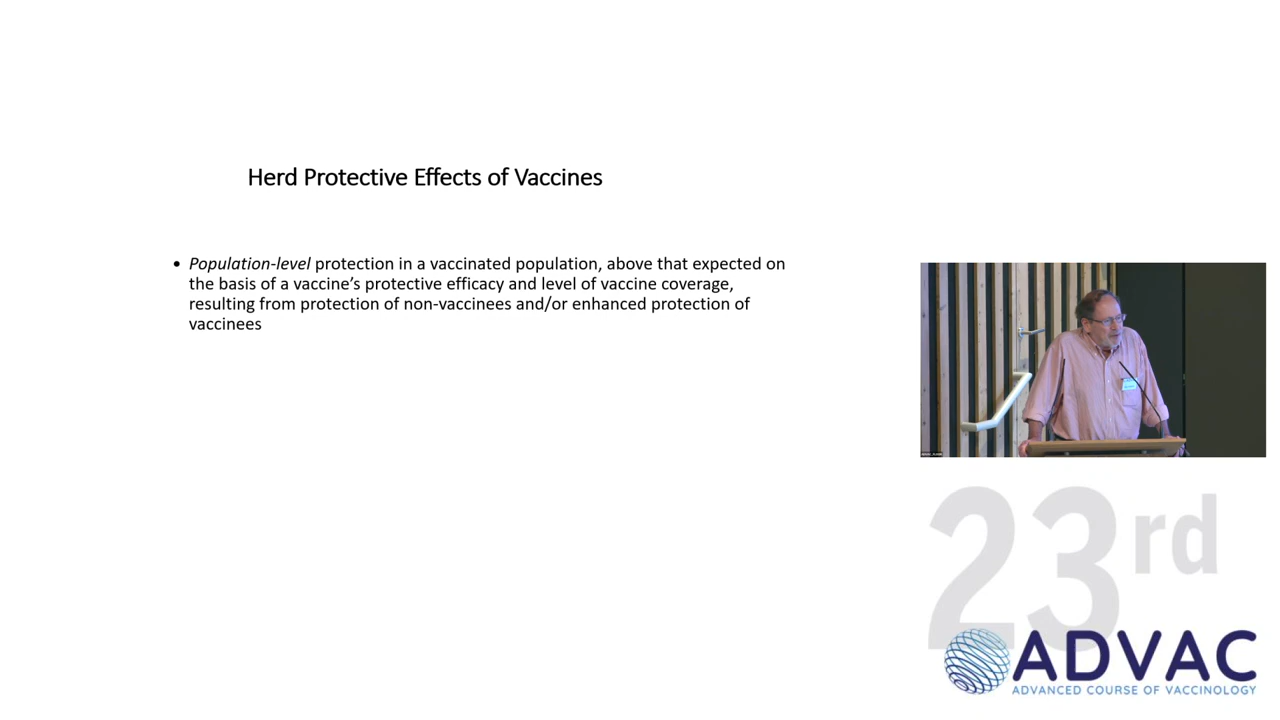 Herd Protective Effects of Vaccines
• Population-level protection in a vaccinated population, above that expected on
the basis of a vaccine's protective efficacy and level of vaccine coverage,
resulting from protection of non-vaccinees and/or enhanced protection of
vaccinees
23rd
ADVAC
ADVANCED COURSE OF VACCINOLOGY